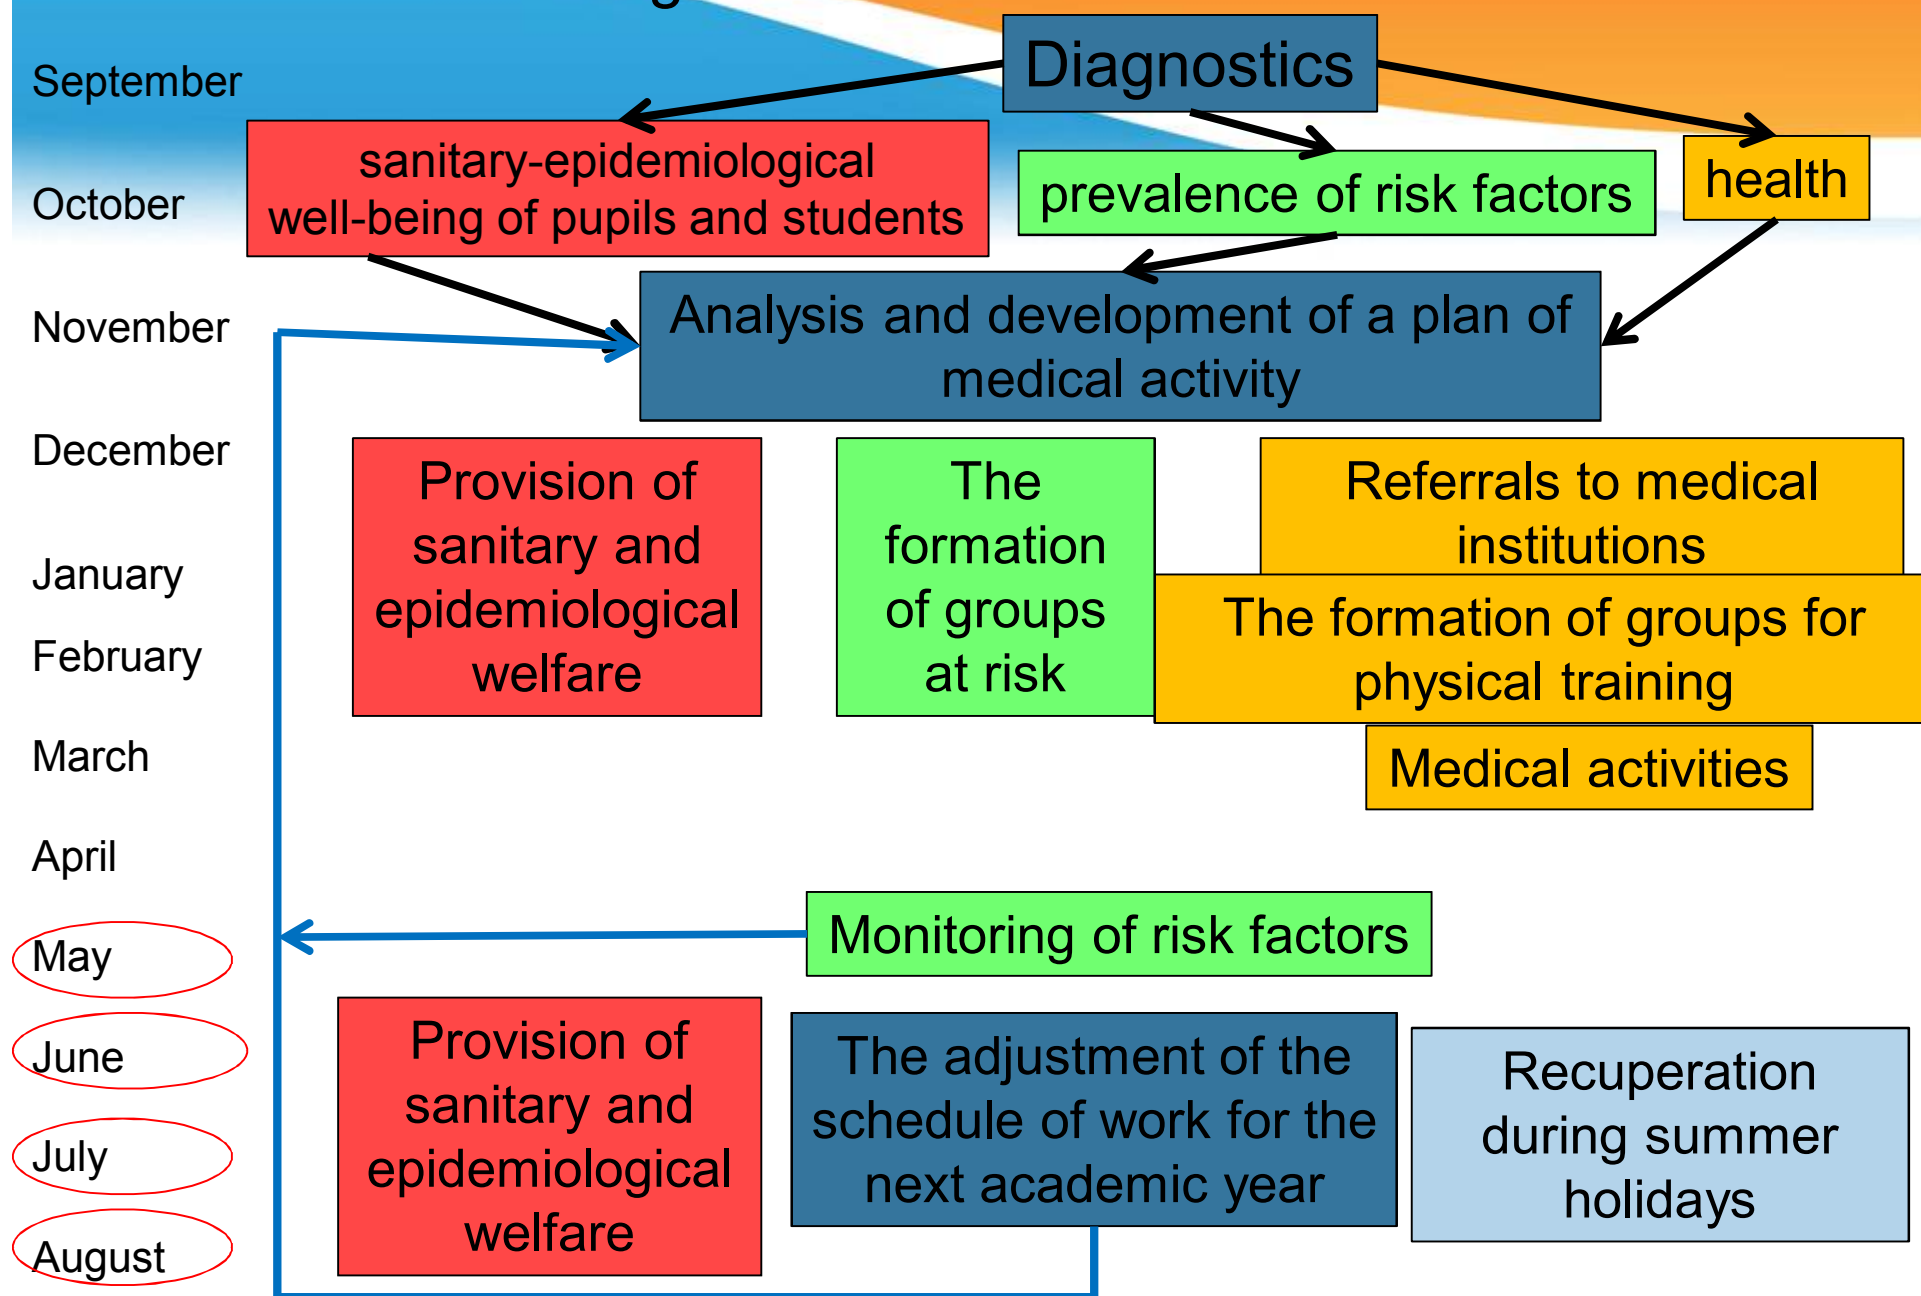 Diagnostics
September
sanitary-epidemiological
well-being of pupils and students
prevalence of risk factors
health
October
November
Analysis and development of a plan of
medical activity
December
Provision of
sanitary and
epidemiological
welfare
The
formation
of groups
at risk
Referrals to medical
institutions
January
The formation of groups for
physical training
February
March
Medical activities
April
Monitoring of risk factors
May
June
Provision of
sanitary and
epidemiological
welfare
The adjustment of the
schedule of work for the
next academic year
Recuperation
during summer
holidays
July
August